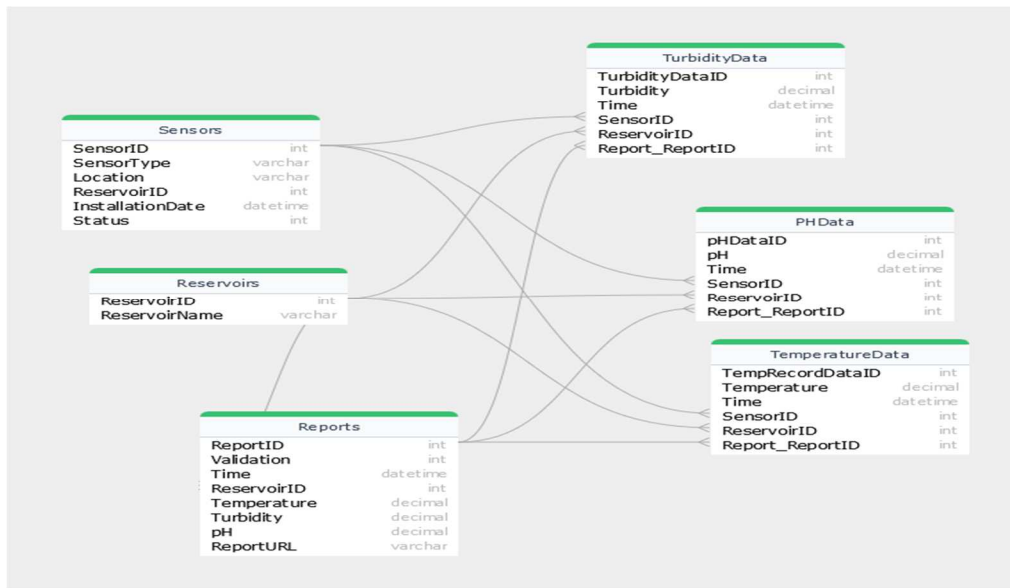 Sensors
SensorID int
SensorType varchar
Location varchar
ReservoirID int
InstallationDate datetime
Status int
Reservoirs
ReservoirID int
ReservoirName varchar
Reports
ReportID int
Validation int
Time datetime
ReservoirID int
Temperature decimal
Turbidity decimal
pH decimal
ReportURL varchar
TurbidityData
TurbidityDataID int
Turbidity decimal
Time datetime
SensorID int
ReservoirID int
Report_ReportID int
PHData
pHDataID int
pH decimal
Time datetime
SensorID int
ReservoirID int
Report_ReportID int
TemperatureData
TempRecordDataID int
Temperature decimal
Time datetime
SensorID int
ReservoirID int
Report_ReportID int